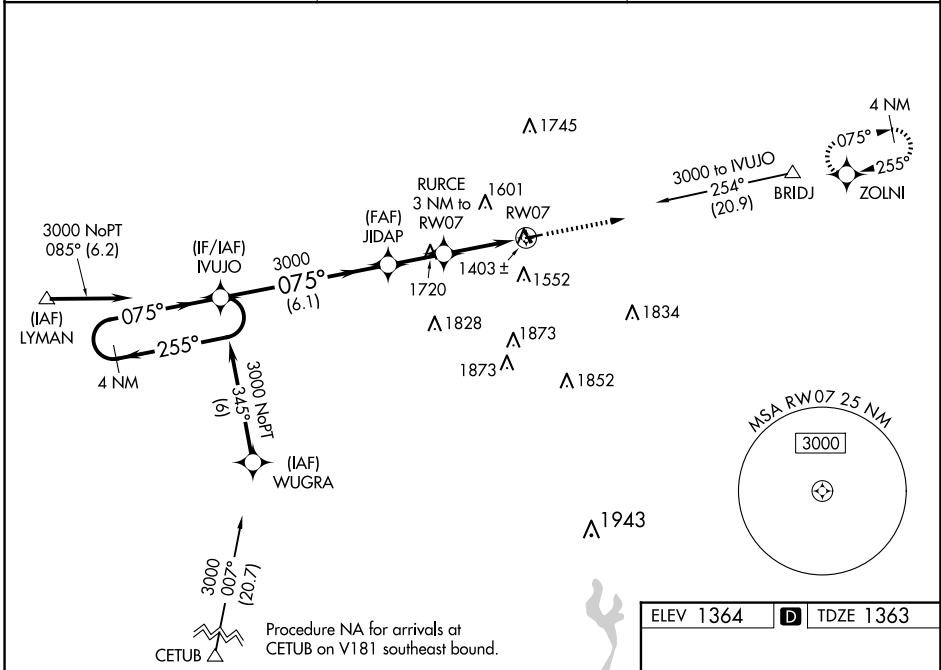 4 NM
075°
255°
ZOLNI
1745
3000 to IVUJO
254°
(20.9)
BRIDJ
RURCE
3 NM to
RW07
1601
RW07
(FAF)
JIDAP
3000 NoPT
085° (6.2)
(IF/IAF)
IVUJO
3000
075°
(6.1)
1403 ±
1720
1552
(IAF)
LYMAN
075°
255°
4 NM
1828
1873
1873
1834
1852
3000 NoPT
345°
(6)
(IAF)
WUGRA
MSA RW07 25 NM
3000
1943
3000
007°
(20.7)
CETUB
Procedure NA for arrivals at
CETUB on V181 southeast bound.
ELEV 1364 D TDZE 1363